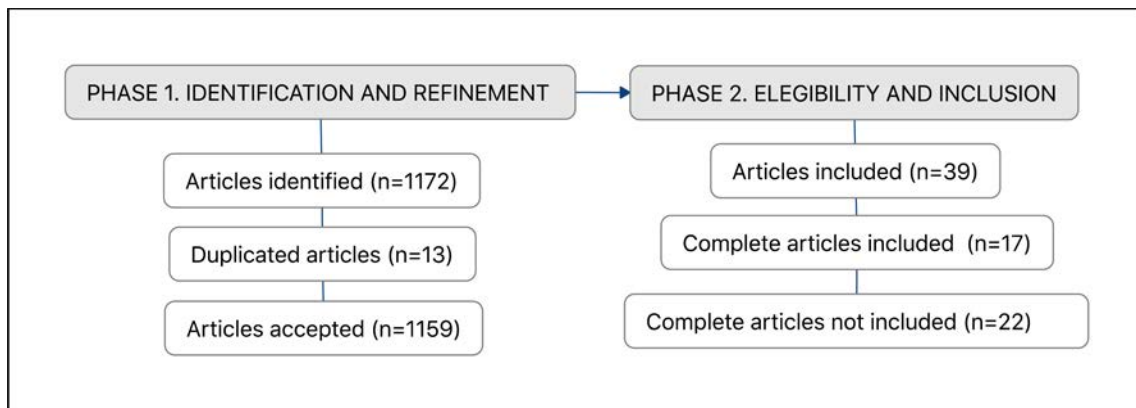 PHASE 1. IDENTIFICATION AND REFINEMENT
Articles identified (n=1172)
Duplicated articles (n=13)
Articles accepted (n=1159)
PHASE 2. ELEGIBILITY AND INCLUSION
Articles included (n=39)
Complete articles included (n=17)
Complete articles not included (n=22)